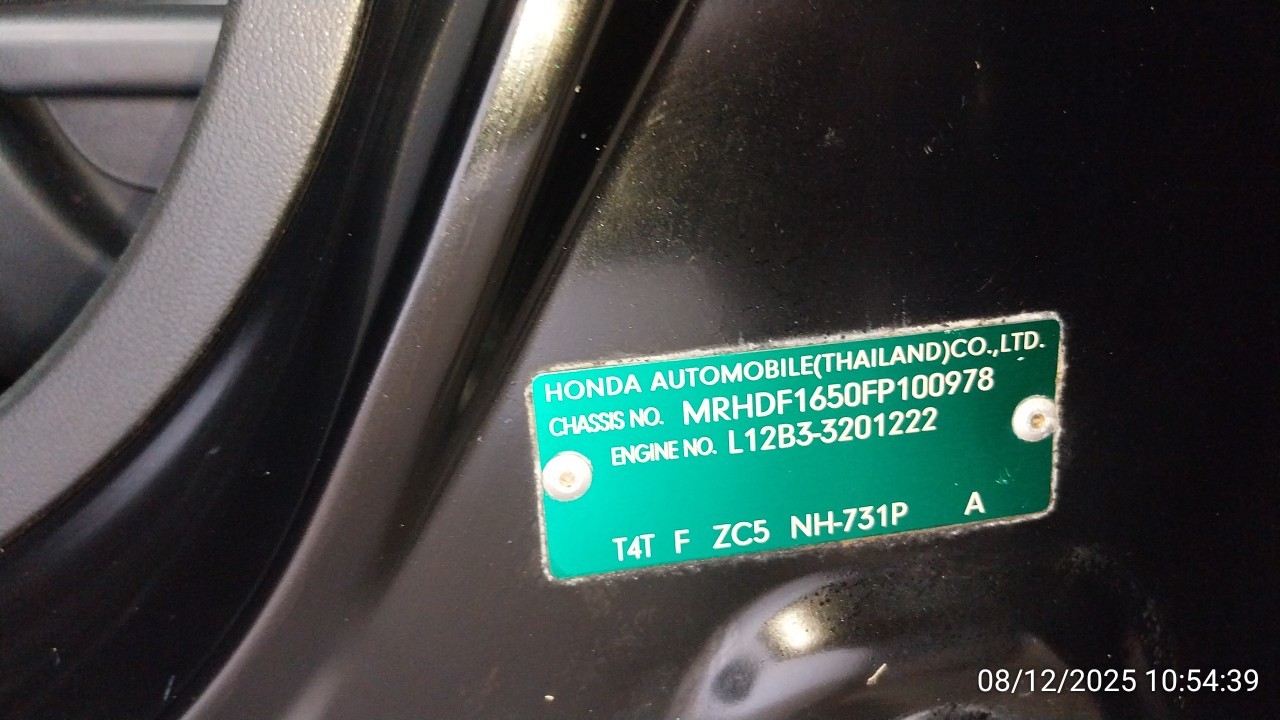 HONDA AUTOMOBILE(THAILAND)CO.,LTD.
CHASSIS NO. MRHDF1650FP100978
ENGINE NO. L12B3-3201222
T4T F ZC5 NH-731P A
08/12/2025 10:54:39